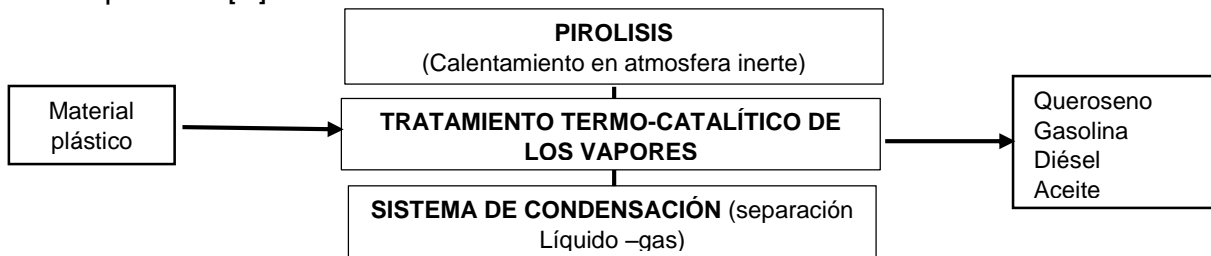 PIROLISIS
(Calentamiento en atmosfera inerte)
Material
plástico
TRATAMIENTO TERMO-CATALÍTICO DE
LOS VAPORES
Queroseno
Gasolina
Diésel
Aceite
SISTEMA DE CONDENSACIÓN (separación
Líquido –gas)